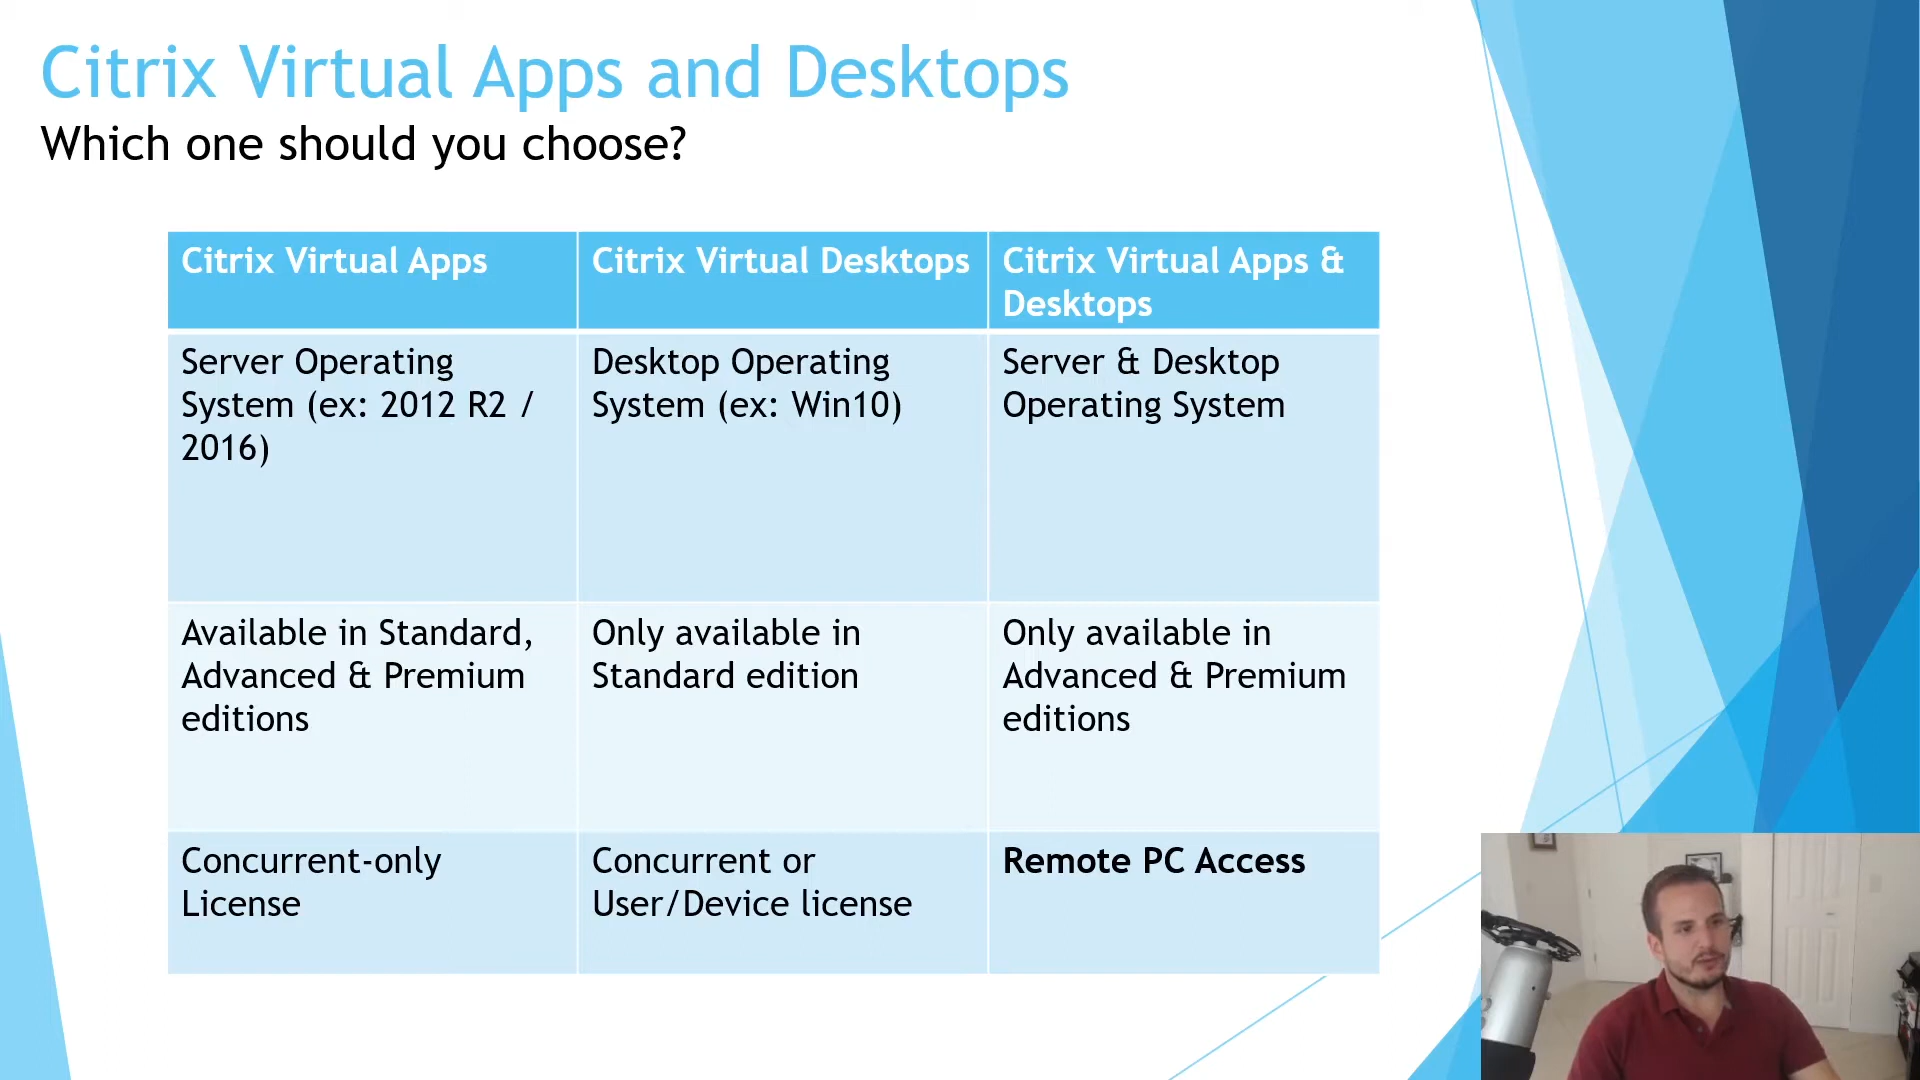 Citrix Virtual Apps and Desktops
Which one should you choose?
Citrix Virtual Apps
Citrix Virtual Desktops
Citrix Virtual Apps &
Desktops
Server Operating
System (ex: 2012 R2 /
2016)
Desktop Operating
System (ex: Win10)
Server & Desktop
Operating System
Available in Standard,
Advanced & Premium
editions
Only available in
Standard edition
Only available in
Advanced & Premium
editions
Concurrent-only
License
Concurrent or
User/Device license
Remote PC Access